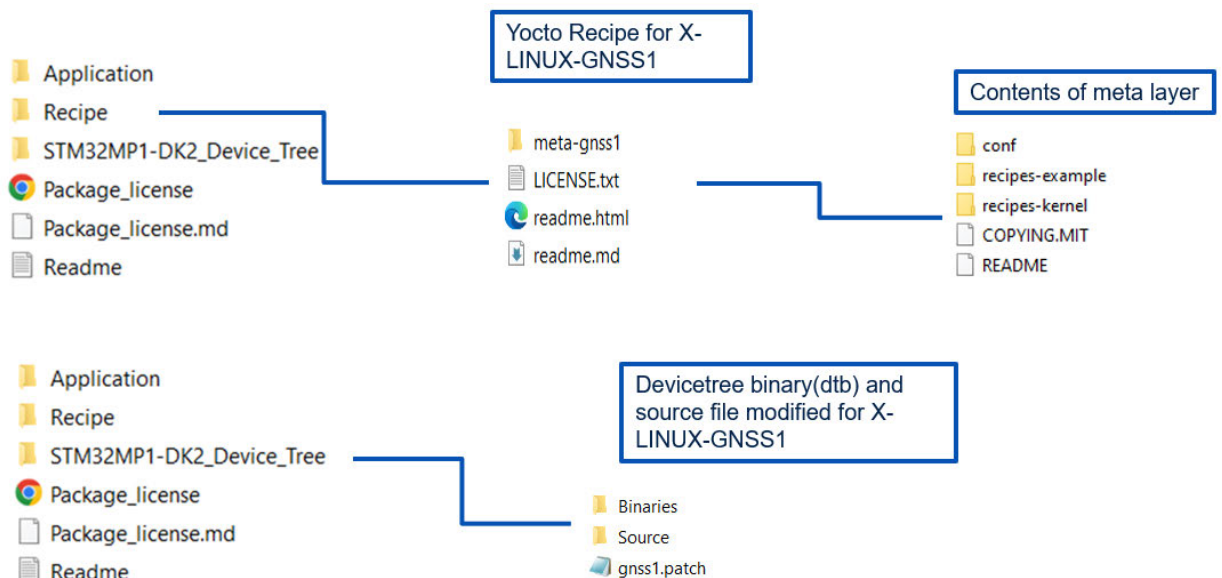 Yocto Recipe for X-
LINUX-GNSS1
Application
Recipe
STM32MP1-DK2_Device_Tree
Package_license
Package_license.md
Readme
meta-gnss1
LICENSE.txt
readme.html
readme.md
Contents of meta layer
conf
recipes-example
recipes-kernel
COPYING.MIT
README
Application
Recipe
STM32MP1-DK2_Device_Tree
Package_license
Package_license.md
Readme
Devicetree binary(dtb) and
source file modified for X-
LINUX-GNSS1
Binaries
Source
gnss1.patch